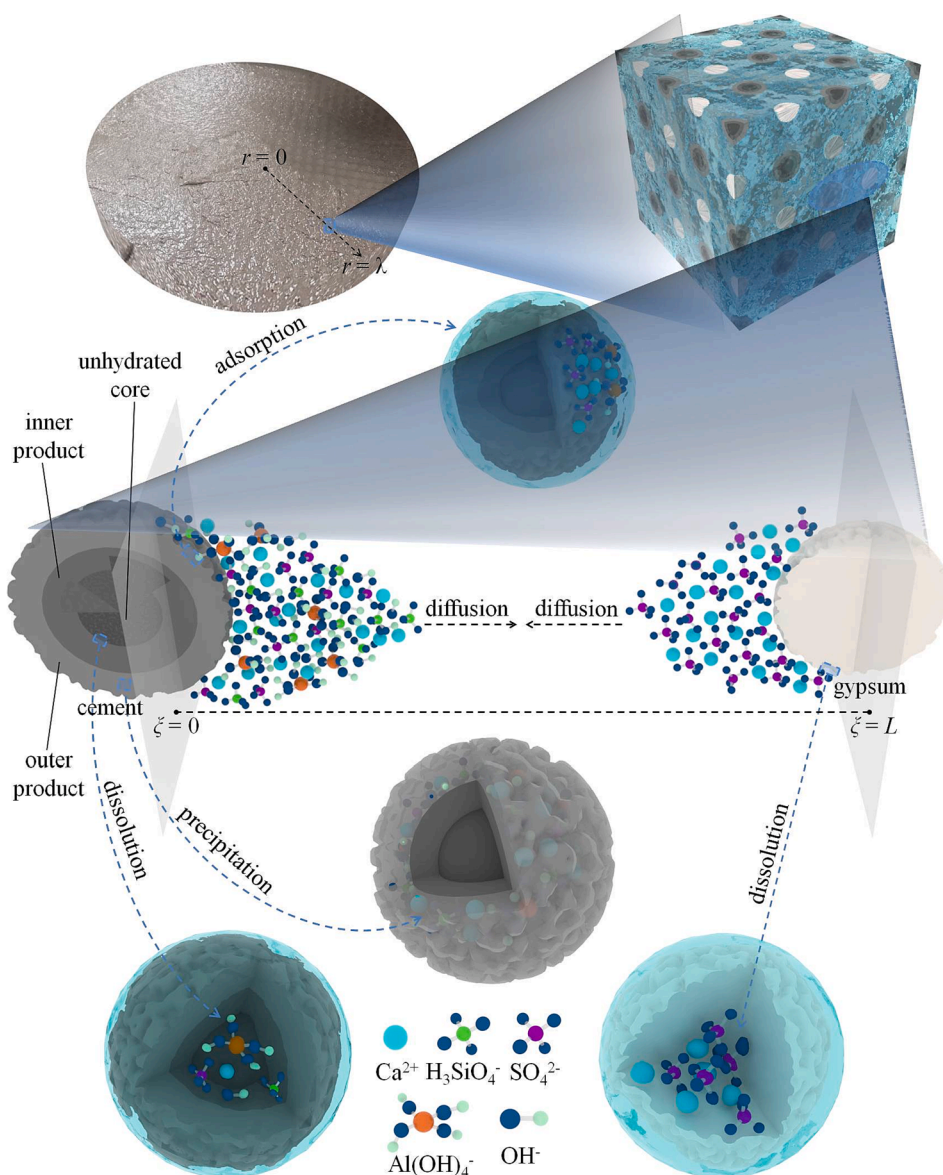 r = 0
r = λ
adsorption
unhydrated
core
inner
product
diffusion
diffusion
cement
gypsum
ξ = 0
ξ = L
outer
product
dissolution
precipitation
dissolution
Ca²⁺ H₃SiO₄⁻ SO₄²⁻
Al(OH)₄⁻ OH⁻